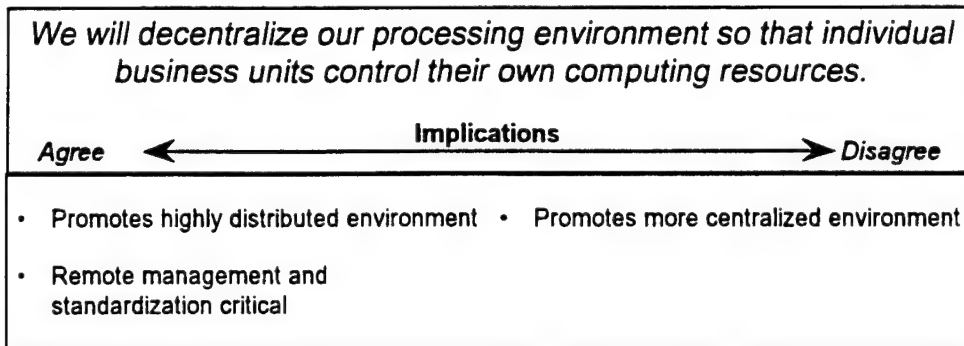 We will decentralize our processing environment so that individual
business units control their own computing resources.
Implications
Agree
Disagree
• Promotes highly distributed environment
• Remote management and
standardization critical
• Promotes more centralized environment